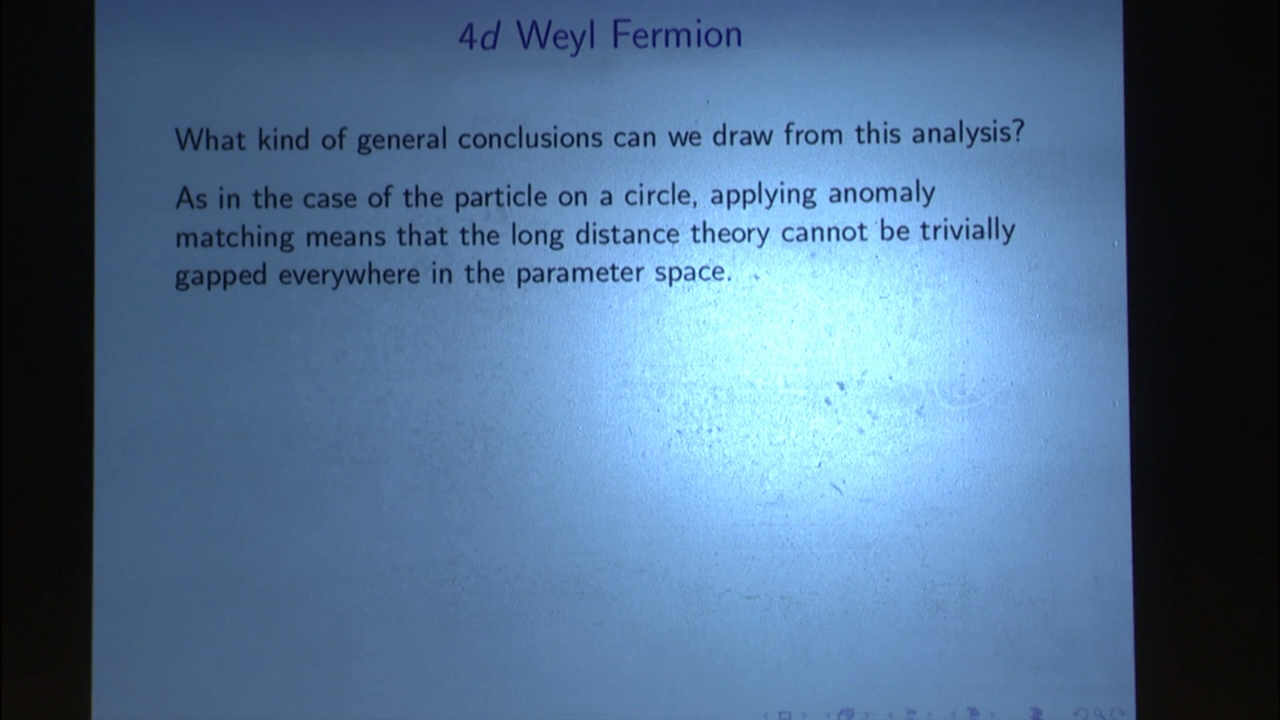 4d Weyl Fermion
What kind of general conclusions can we draw from this analysis?
As in the case of the particle on a circle, applying anomaly
matching means that the long distance theory cannot be trivially
gapped everywhere in the parameter space.